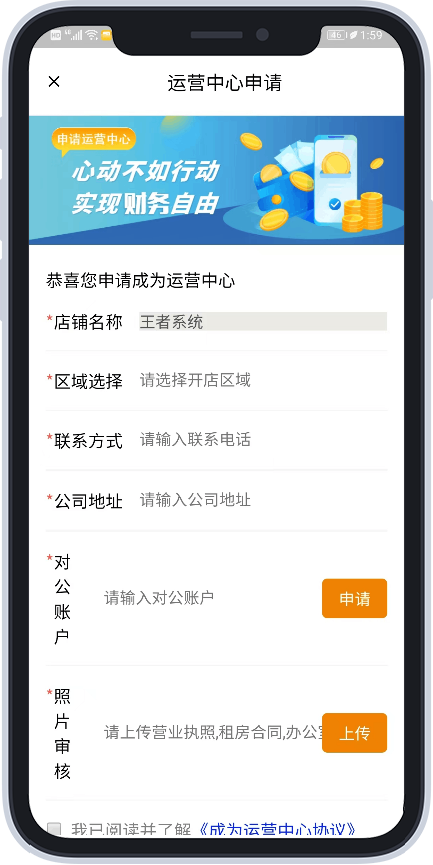 1:59
运营中心申请
申请运营中心
心动不如行动
实现财务自由
恭喜您申请成为运营中心
*店铺名称 王者系统
*区域选择 请选择开店区域
*联系方式 请输入联系电话
*公司地址 请输入公司地址
*对公账户 请输入对公账户 申请
*照片审核 请上传营业执照,租房合同,办公室 上传
我已阅读并了解《成为运营中心协议》